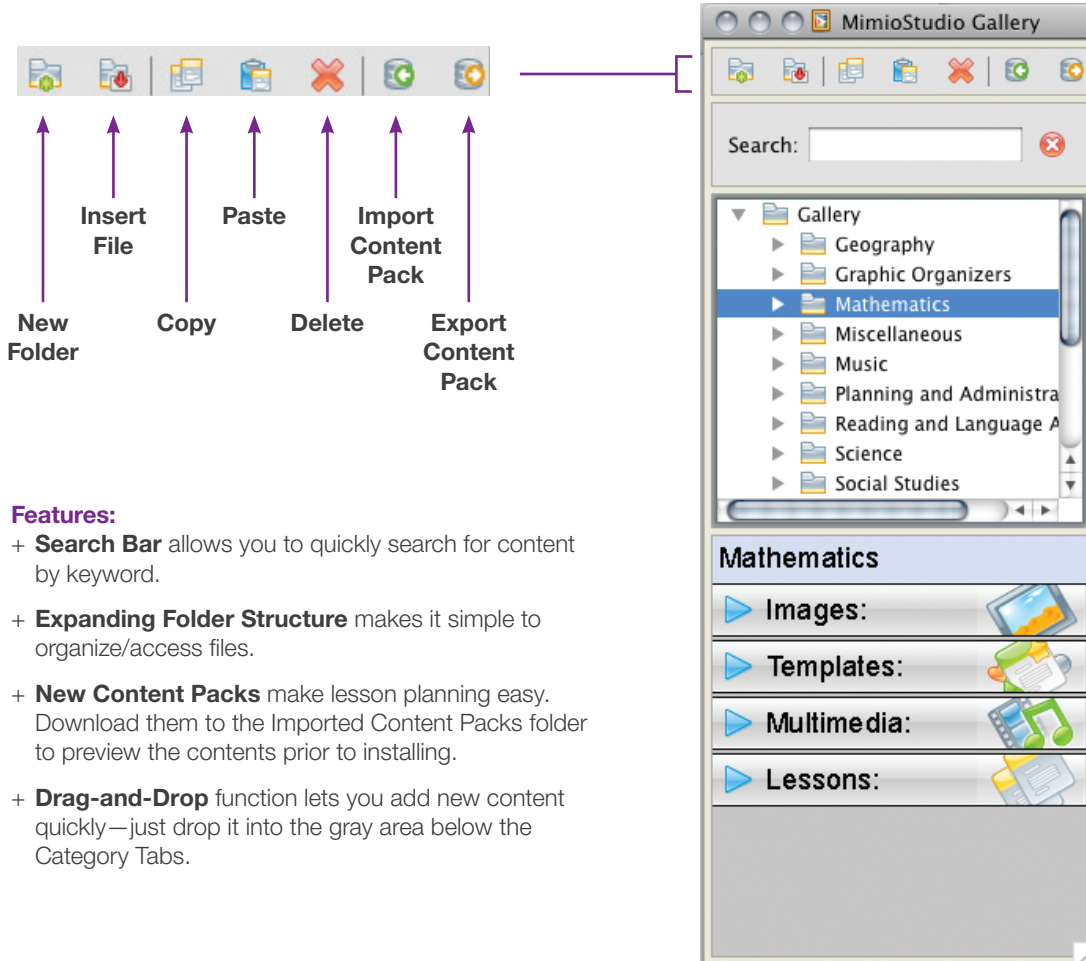 MimioStudio Gallery
Search:
Insert
File
Paste
Import
Content
Pack
New
Folder
Copy
Delete
Export
Content
Pack
Gallery
Geography
Graphic Organizers
Mathematics
Miscellaneous
Music
Planning and Administra
Reading and Language A
Science
Social Studies
Features:
+ Search Bar allows you to quickly search for content
by keyword.
+ Expanding Folder Structure makes it simple to
organize/access files.
+ New Content Packs make lesson planning easy.
Download them to the Imported Content Packs folder
to preview the contents prior to installing.
+ Drag-and-Drop function lets you add new content
quickly—just drop it into the gray area below the
Category Tabs.
Mathematics
Images:
Templates:
Multimedia:
Lessons: